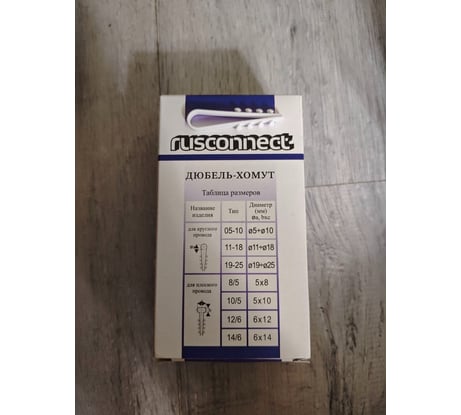 rusconnect
ДЮБЕЛЬ-ХОМУТ
Таблица размеров
Название изделия Тип Диаметр (мм) øa, bxc
для круглого провода
05-10 ø5÷ø10
11-18 ø11÷ø18
19-25 ø19÷ø25
для плоского провода
8/5 5x8
10/5 5x10
12/6 6x12
14/6 6x14